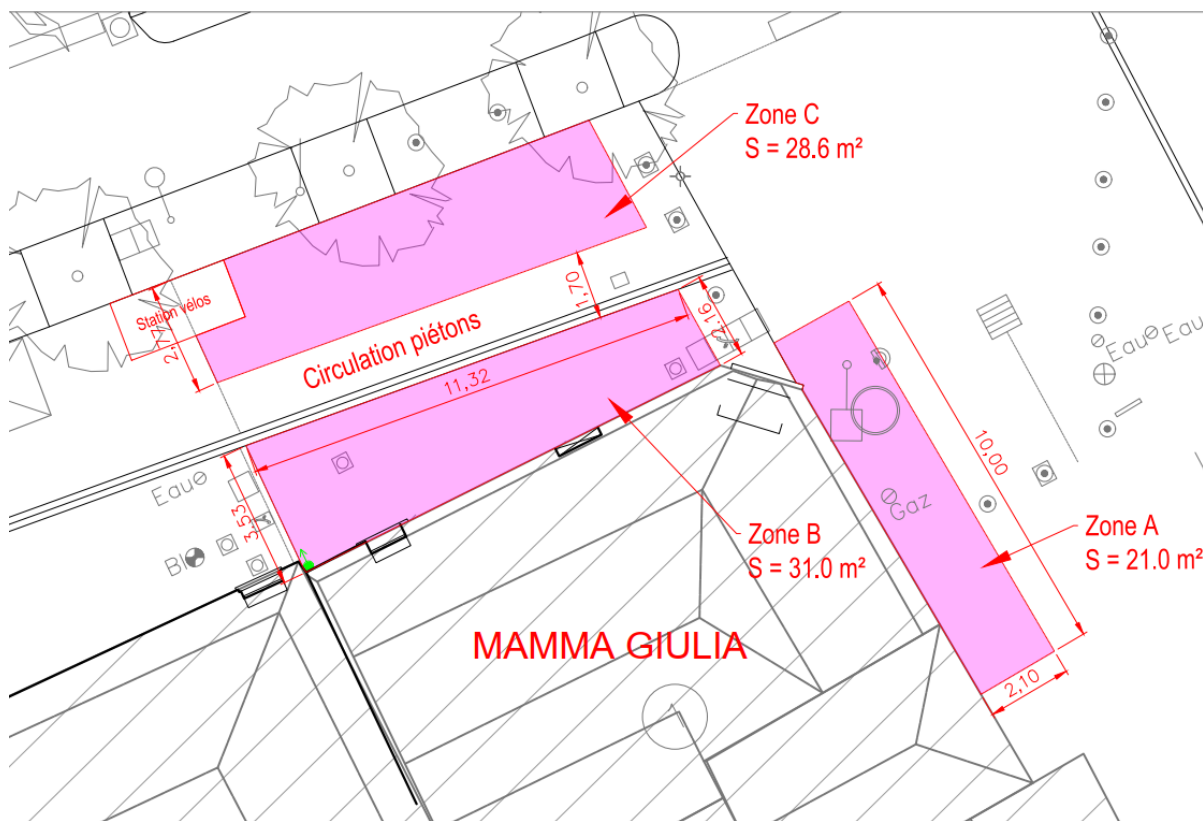 Zone C
S = 28.6 m²
Station vélos
2,77
1,70
Circulation piétons
2,16
11,32
Eau
Eau
10,00
Eau
3,53
Gaz
BI
Zone B
S = 31.0 m²
Zone A
S = 21.0 m²
MAMMA GIULIA
2,10